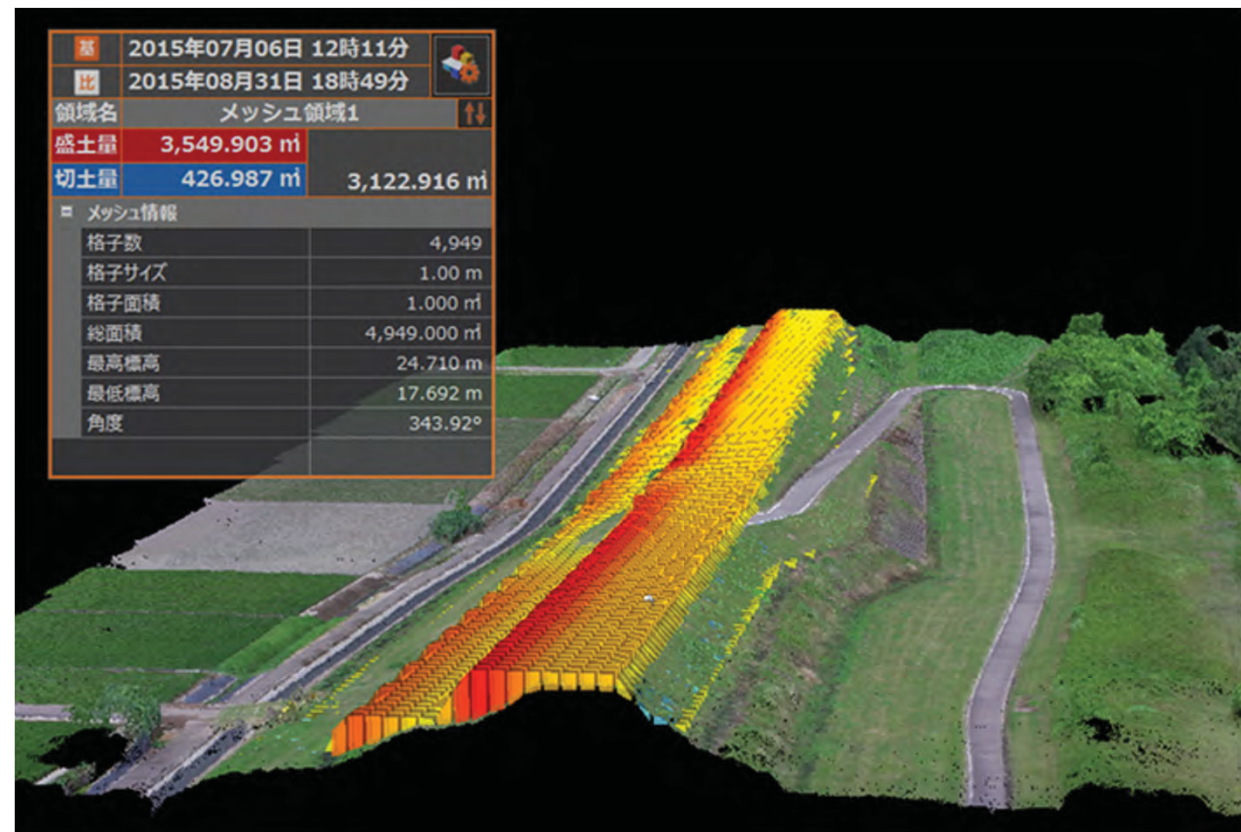 基 2015年07月06日 12時11分
比 2015年08月31日 18時49分
領域名 メッシュ領域1
盛土量 3,549.903 ㎥
切土量 426.987 ㎥ 3,122.916 ㎥
メッシュ情報
格子数 4,949
格子サイズ 1.00 m
格子面積 1.000 ㎡
総面積 4,949.000 ㎡
最高標高 24.710 m
最低標高 17.692 m
角度 343.92°